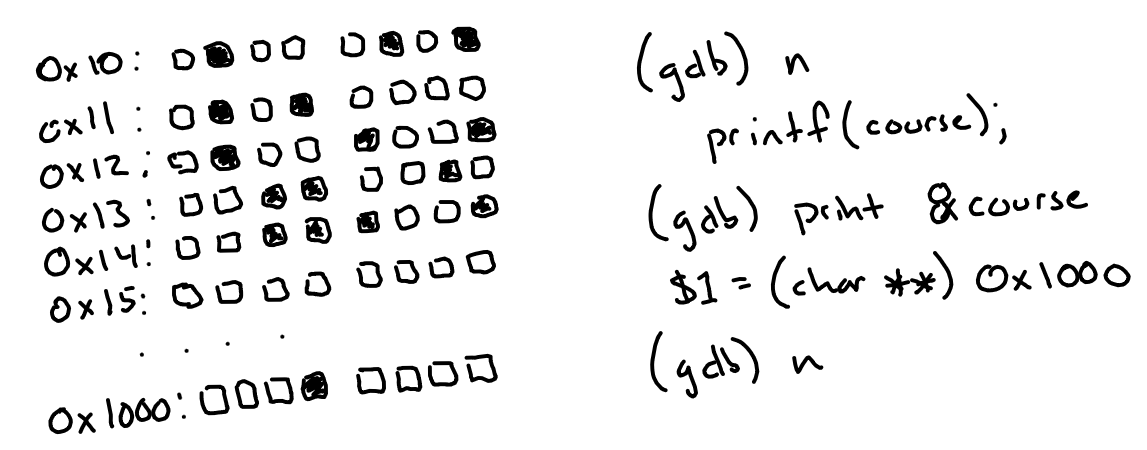 0x10:
0x11:
0x12:
0x13:
0x14:
0x15:
. . . .
0x1000:
(gdb) n
printf(course);
(gdb) print &course
$1 = (char **) 0x1000
(gdb) n